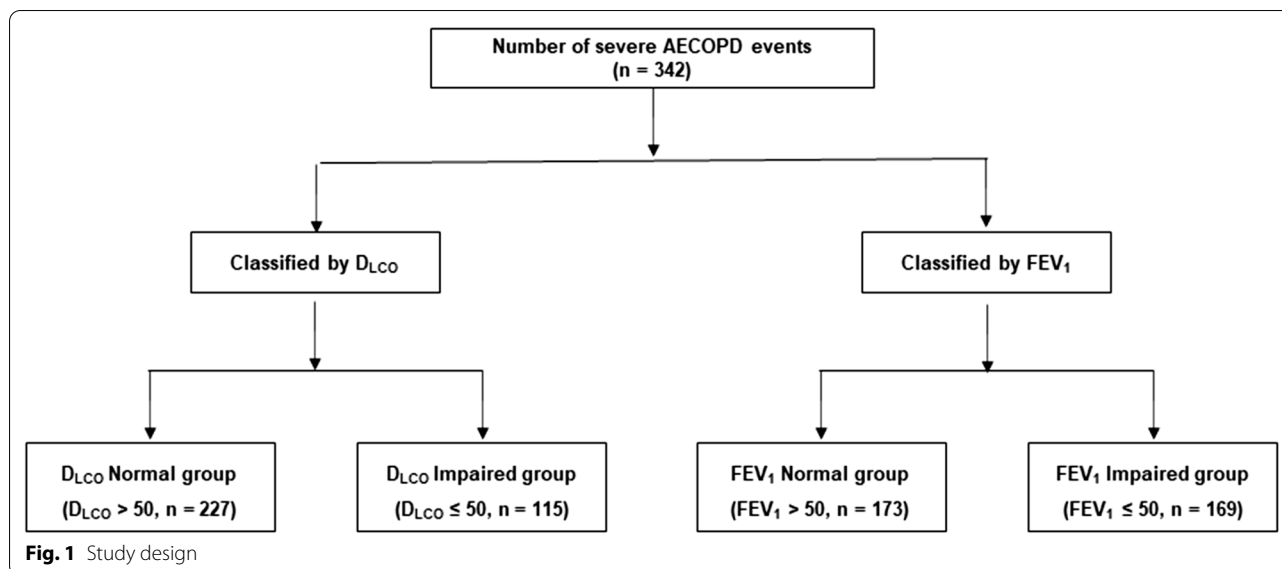 Number of severe AECOPD events
(n = 342)
Classified by DLCO
Classified by FEV1
DLCO Normal group
(DLCO > 50, n = 227)
DLCO Impaired group
(DLCO ≤ 50, n = 115)
FEV1 Normal group
(FEV1 > 50, n = 173)
FEV1 Impaired group
(FEV1 ≤ 50, n = 169)
Fig. 1 Study design